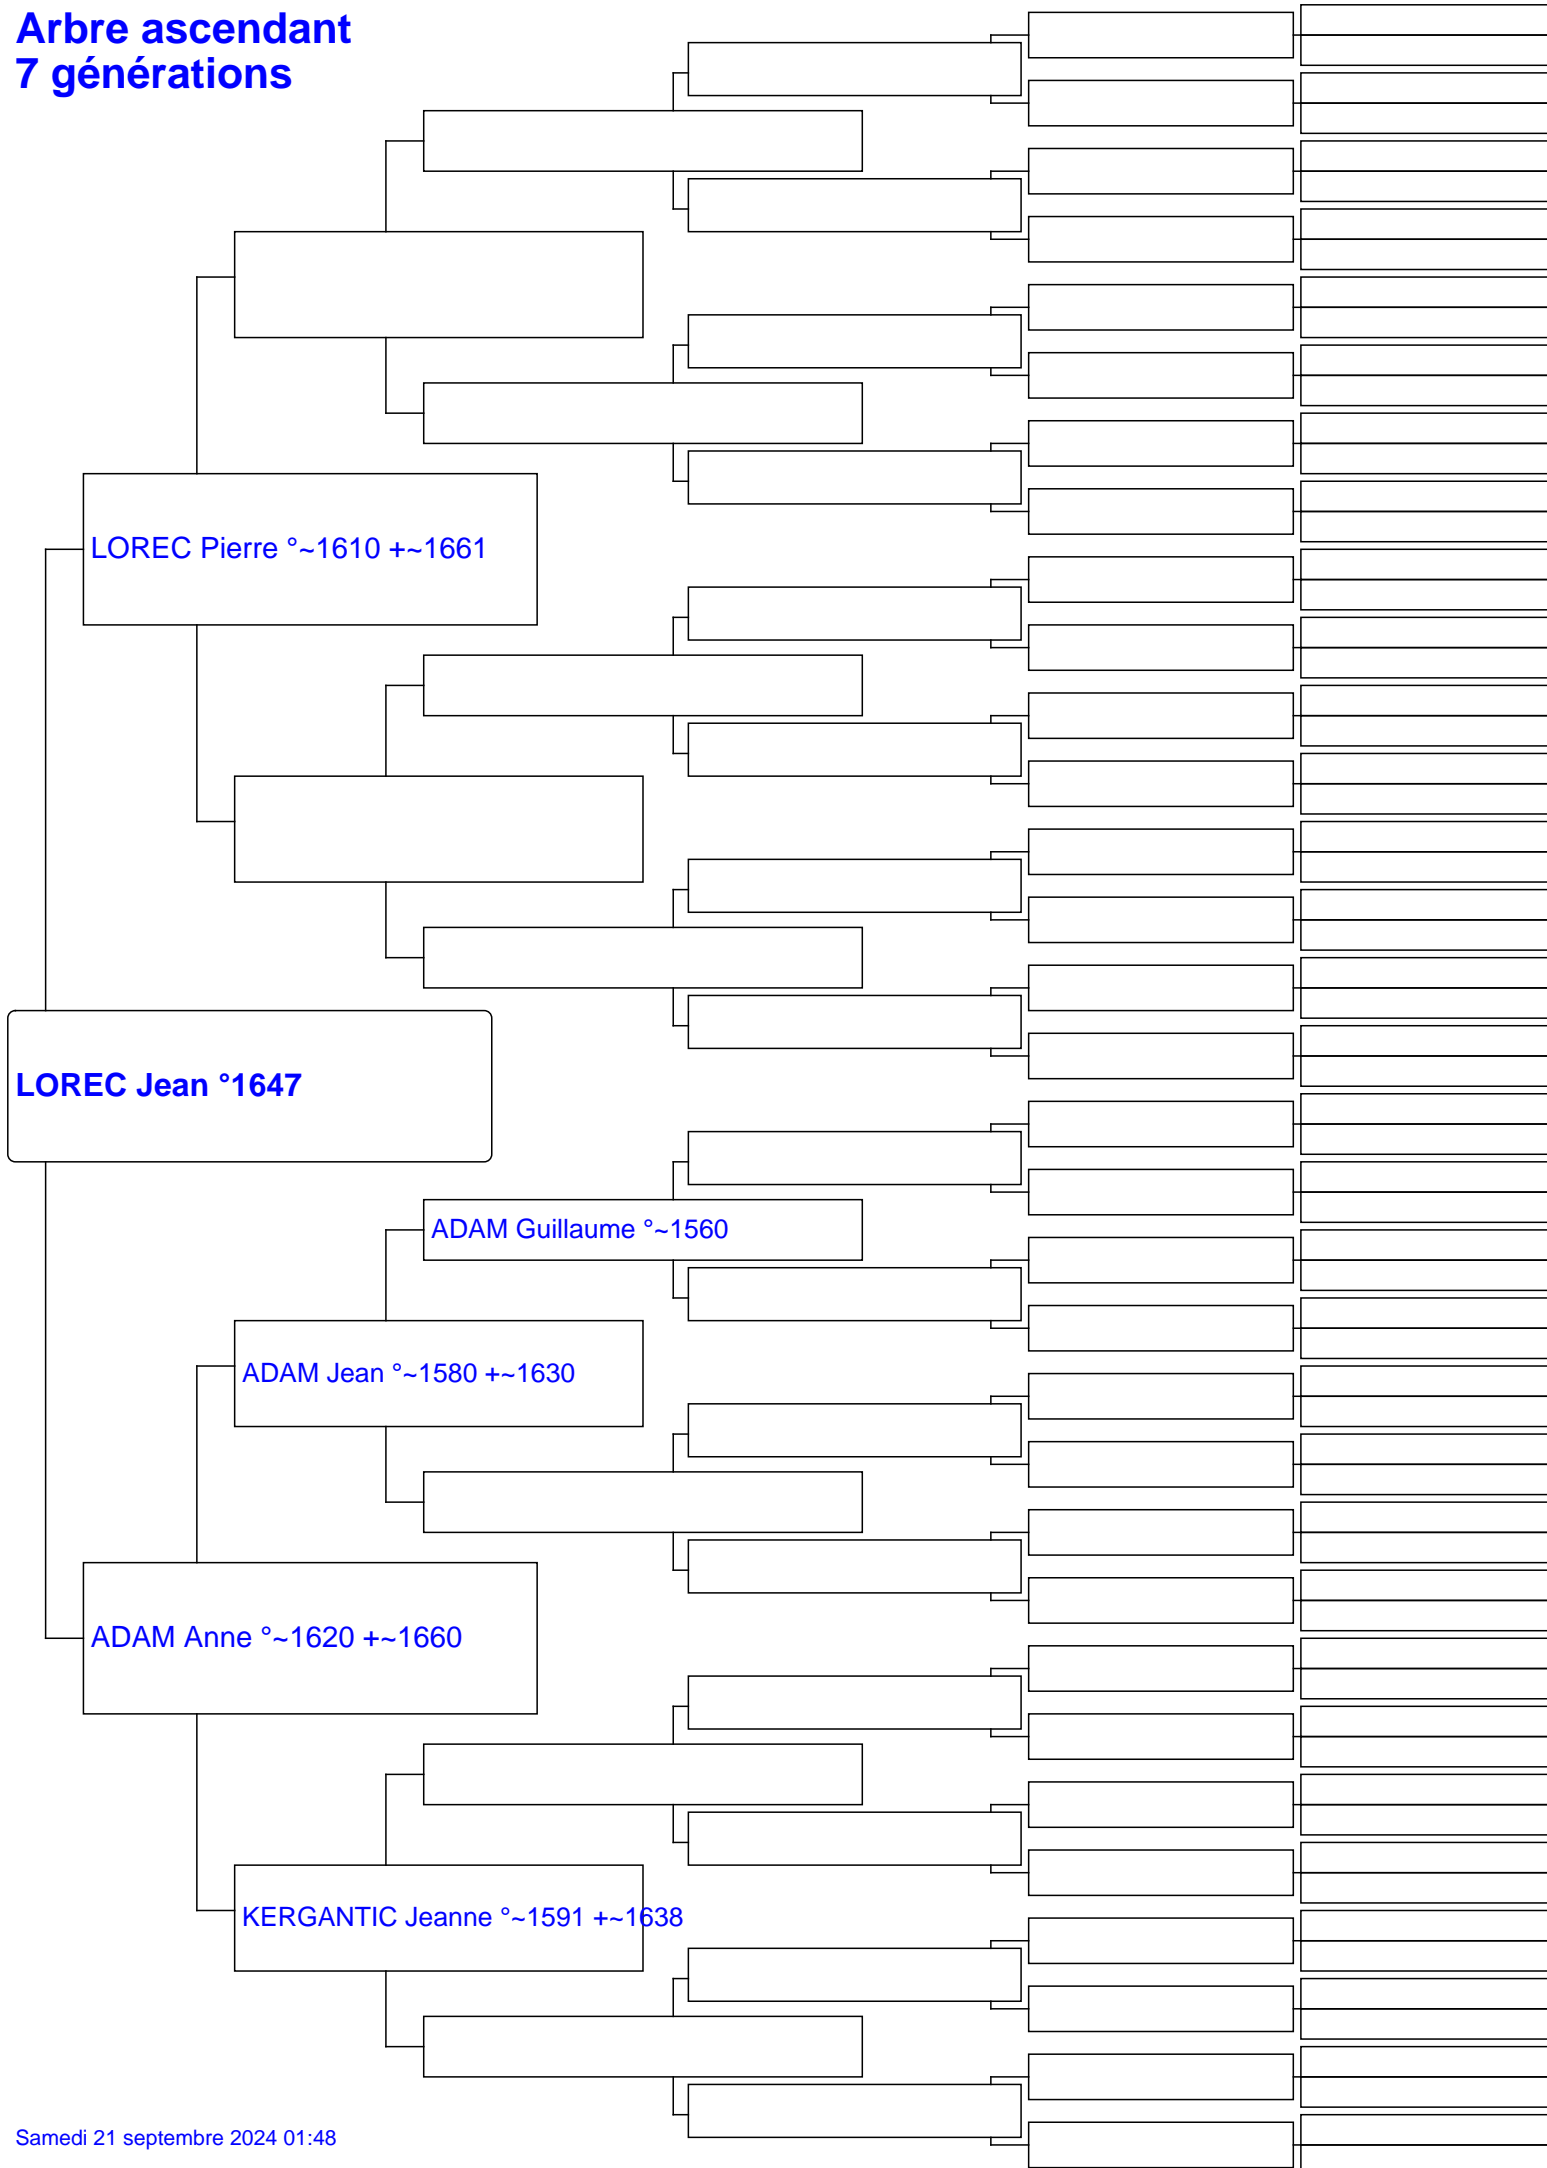 Arbre ascendant
7 générations
LOREC Pierre °~1610 +~1661
LOREC Jean °1647
ADAM Guillaume °~1560
ADAM Jean °~1580 +~1630
ADAM Anne °~1620 +~1660
KERGANTIC Jeanne °~1591 +~1638
Samedi 21 septembre 2024 01:48